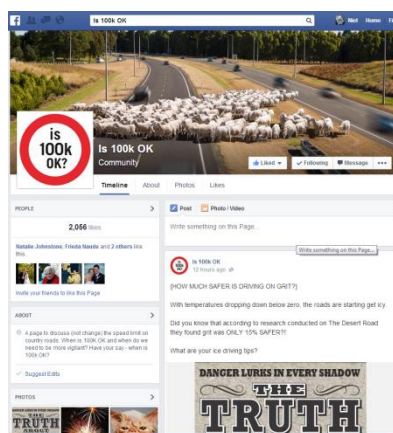 Is 100k OK
Ned Home
is
100k
OK?
Is 100k OK
Community
Liked
Following
Message
Timeline About Photos Likes
PEOPLE
2,056 likes
Natalie Johnstone, Frieda Naude and 2 others like
this.
Invite your friends to like this Page
ABOUT
A page to discuss (not change) the speed limit on
country roads. When is 100k OK and when do we
need to be more vigilant? Have your say - when is
100k OK?
Suggest Edits
PHOTOS
THE
TRUTH
ABOUT
Post Photo / Video
Write something on this Page...
Write something on this Page...
Is 100k OK
12 hours ago
{HOW MUCH SAFER IS DRIVING ON GRIT?}
With temperatures dropping down below zero, the roads are starting get icy.
Did you know that according to research conducted on The Desert Road
they found grit was ONLY 15% SAFER?!
What are your ice driving tips?
DANGER LURKS IN EVERY SHADOW
THE
TRUTH